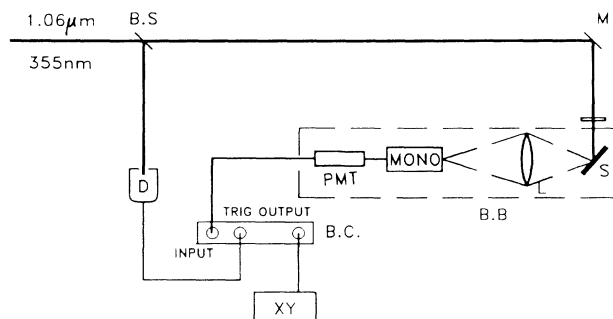 1.06μm
B.S
M
355nm
MONO
S
PMT
L
D
B.B
TRIG OUTPUT
B.C.
INPUT
XY